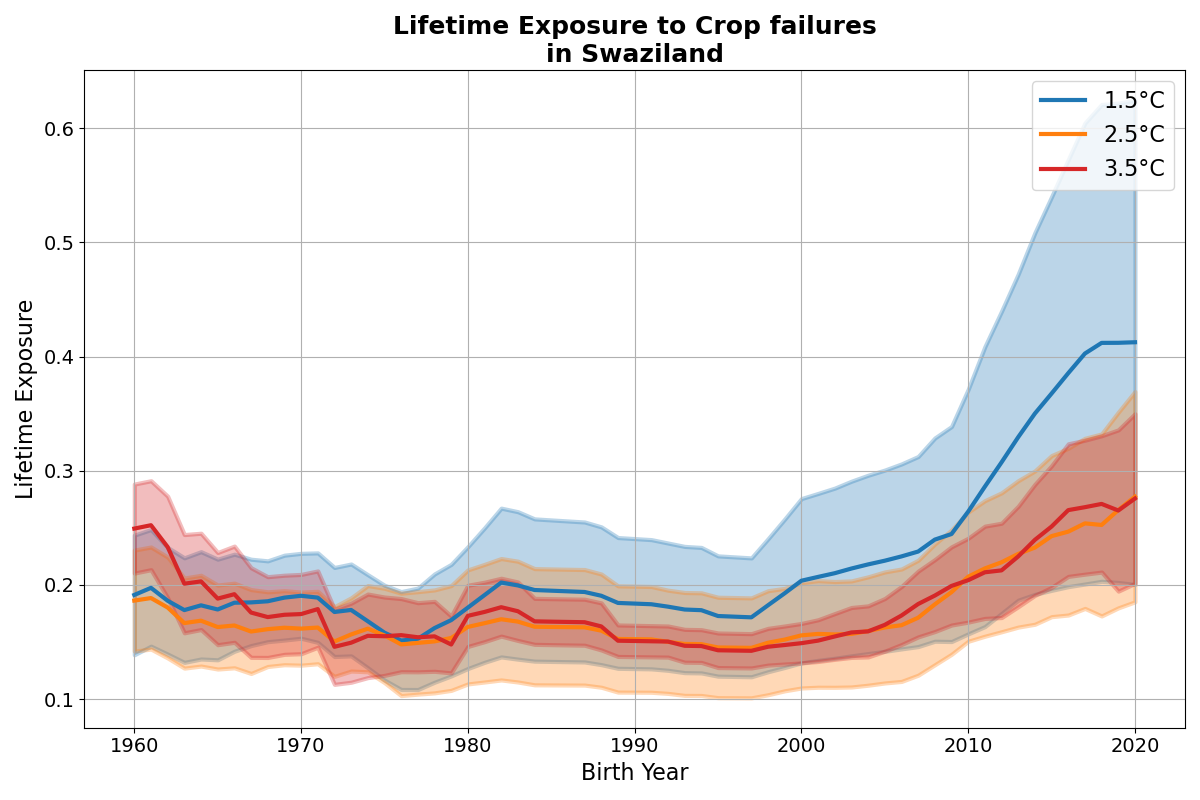 Lifetime Exposure to Crop failures
in Swaziland
1.5°C
2.5°C
3.5°C
Lifetime Exposure
0.6
0.5
0.4
0.3
0.2
0.1
1960 1970 1980 1990 2000 2010 2020
Birth Year